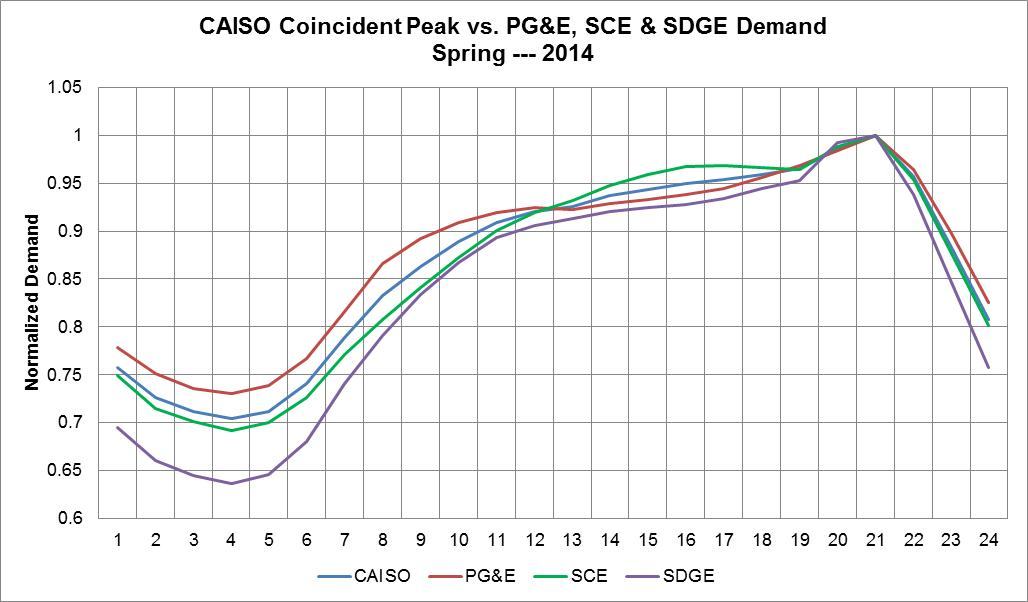 CAISO Coincident Peak vs. PG&E, SCE & SDGE Demand
Spring --- 2014
Normalized Demand
1.05
1
0.95
0.9
0.85
0.8
0.75
0.7
0.65
0.6
1 2 3 4 5 6 7 8 9 10 11 12 13 14 15 16 17 18 19 20 21 22 23 24
CAISO PG&E SCE SDGE